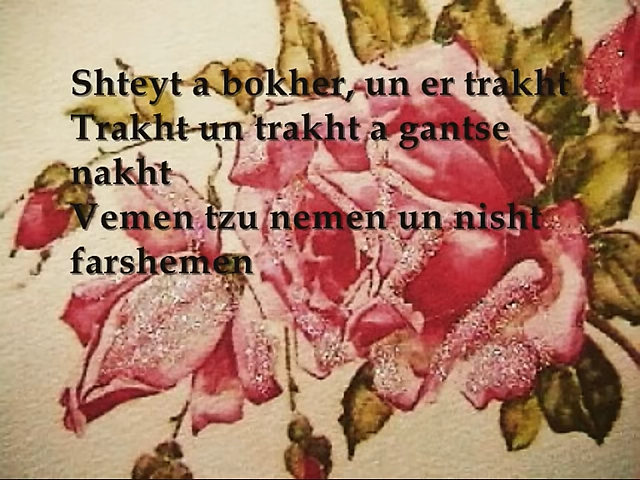 Shteyt a bokher, un er trakht
Trakht un trakht a gantse
nakht
Vemen tzu nemen un nisht
farshemen